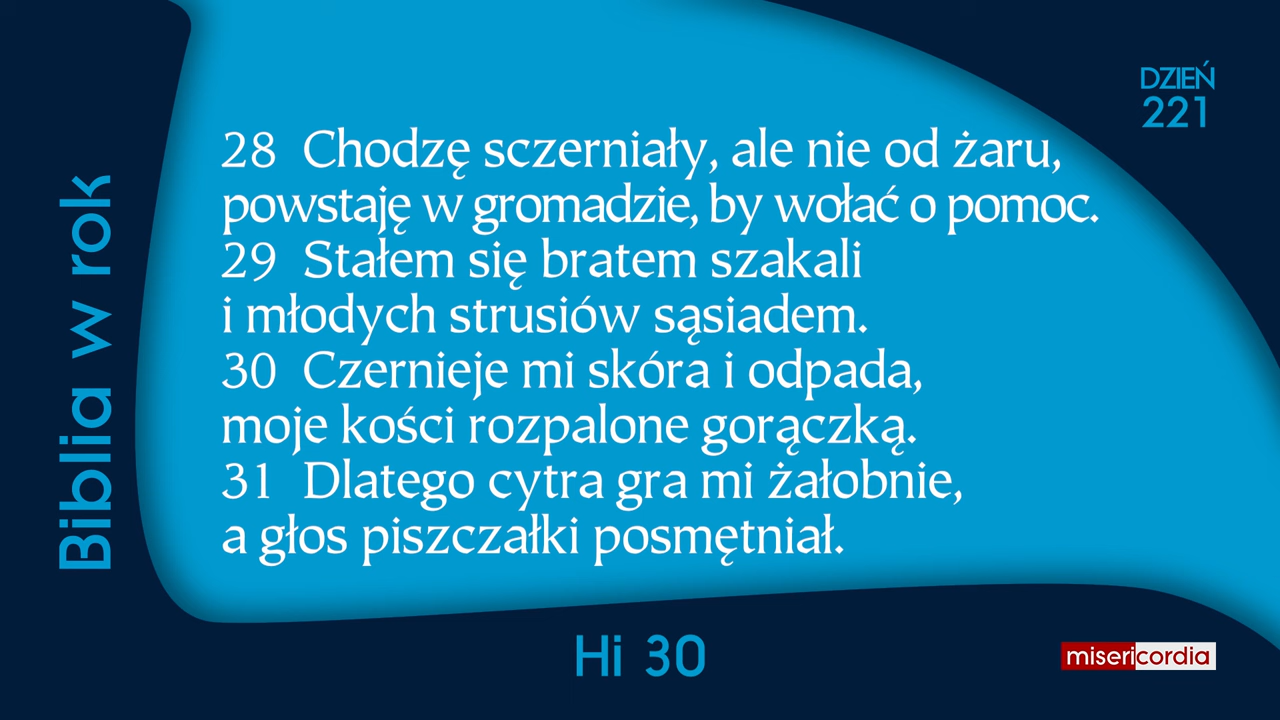 DZIEŃ
221
28 Chodzę sczerniały, ale nie od żaru,
powstaję w gromadzie, by wołać o pomoc.
29 Stałem się bratem szakali
i młodych strusiów sąsiadem.
30 Czernieje mi skóra i odpada,
moje kości rozpalone gorączką.
31 Dlatego cytra gra mi żałobnie,
a głos piszczałki posmętniał.
Biblia w rok
Hi 30
misericordia